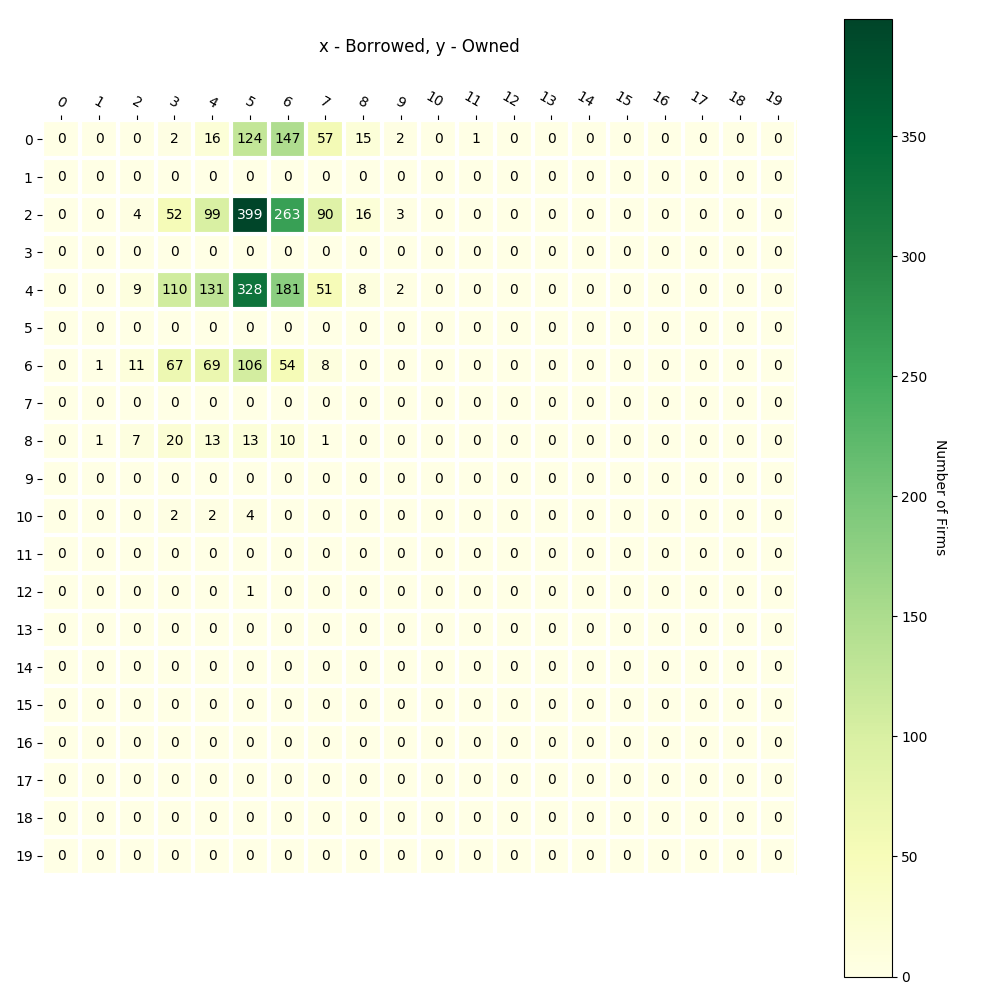 x - Borrowed, y - Owned
0 1 2 3 4 5 6 7 8 9 10 11 12 13 14 15 16 17 18 19
0 0 0 0 2 16 124 147 57 15 2 0 1 0 0 0 0 0 0 0 0
1 0 0 0 0 0 0 0 0 0 0 0 0 0 0 0 0 0 0 0 0
2 0 0 4 52 99 399 263 90 16 3 0 0 0 0 0 0 0 0 0 0
3 0 0 0 0 0 0 0 0 0 0 0 0 0 0 0 0 0 0 0 0
4 0 0 9 110 131 328 181 51 8 2 0 0 0 0 0 0 0 0 0 0
5 0 0 0 0 0 0 0 0 0 0 0 0 0 0 0 0 0 0 0 0
6 0 1 11 67 69 106 54 8 0 0 0 0 0 0 0 0 0 0 0 0
7 0 0 0 0 0 0 0 0 0 0 0 0 0 0 0 0 0 0 0 0
8 0 1 7 20 13 13 10 1 0 0 0 0 0 0 0 0 0 0 0 0
9 0 0 0 0 0 0 0 0 0 0 0 0 0 0 0 0 0 0 0 0
10 0 0 0 2 2 4 0 0 0 0 0 0 0 0 0 0 0 0 0 0
11 0 0 0 0 0 0 0 0 0 0 0 0 0 0 0 0 0 0 0 0
12 0 0 0 0 0 1 0 0 0 0 0 0 0 0 0 0 0 0 0 0
13 0 0 0 0 0 0 0 0 0 0 0 0 0 0 0 0 0 0 0 0
14 0 0 0 0 0 0 0 0 0 0 0 0 0 0 0 0 0 0 0 0
15 0 0 0 0 0 0 0 0 0 0 0 0 0 0 0 0 0 0 0 0
16 0 0 0 0 0 0 0 0 0 0 0 0 0 0 0 0 0 0 0 0
17 0 0 0 0 0 0 0 0 0 0 0 0 0 0 0 0 0 0 0 0
18 0 0 0 0 0 0 0 0 0 0 0 0 0 0 0 0 0 0 0 0
19 0 0 0 0 0 0 0 0 0 0 0 0 0 0 0 0 0 0 0 0
350
300
250
200
150
100
50
0
Number of Firms